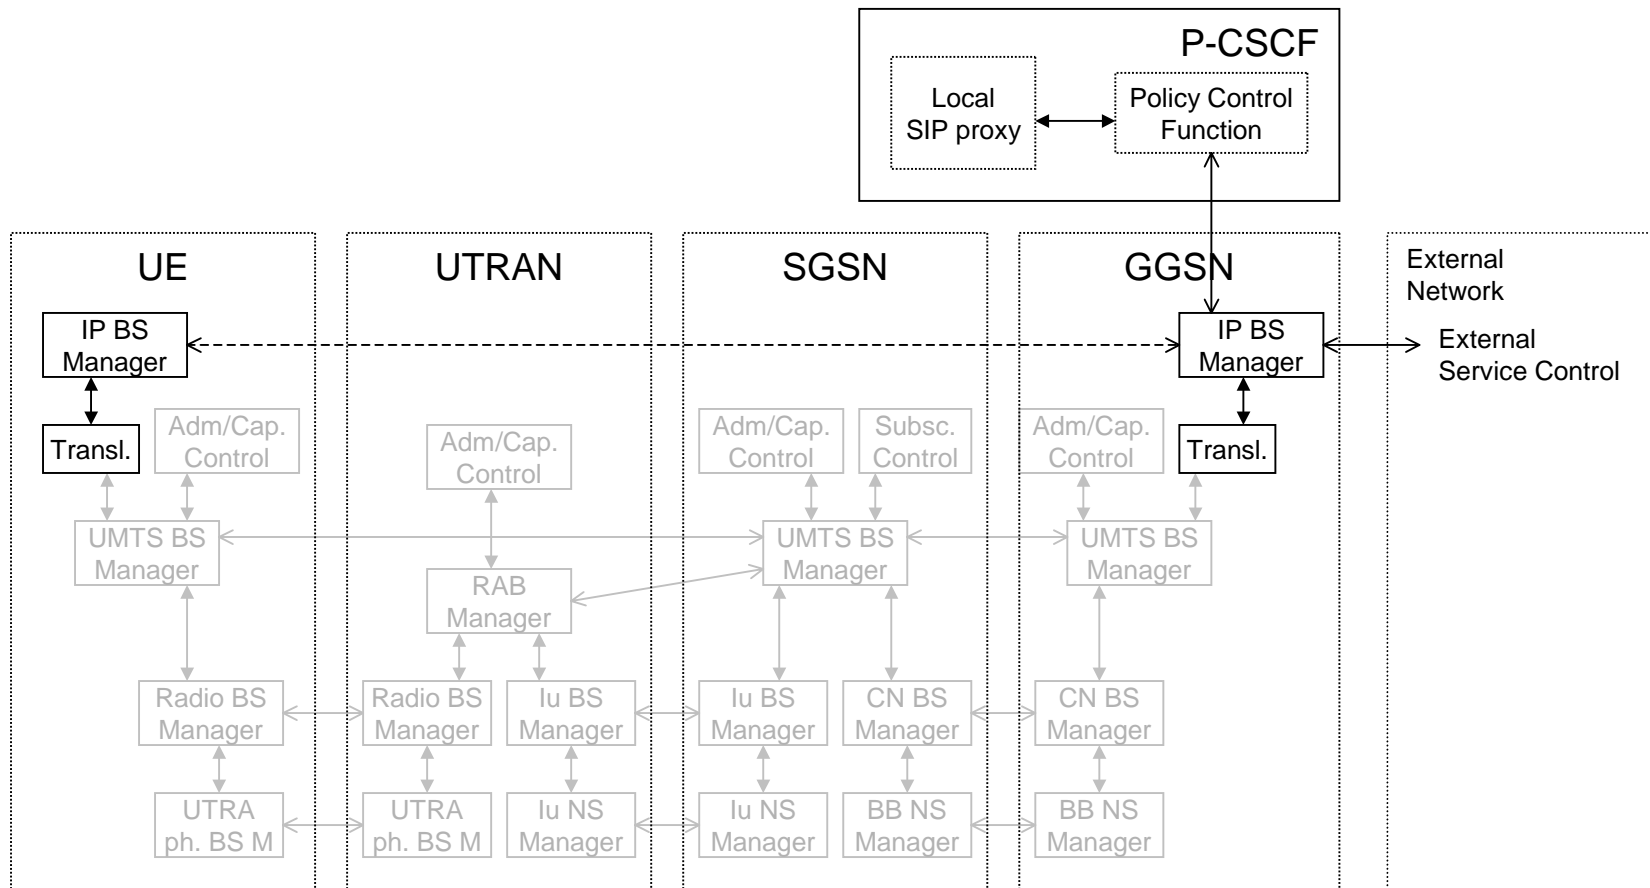 P-CSCF
Local
SIP proxy
Policy Control
Function
UE
UTRAN
SGSN
GGSN
External
Network
IP BS
Manager
IP BS
Manager
External
Service Control
Transl.
Adm/Cap.
Control
Adm/Cap.
Control
Adm/Cap.
Control
Subsc.
Control
Adm/Cap.
Control
Transl.
UMTS BS
Manager
UMTS BS
Manager
UMTS BS
Manager
RAB
Manager
Radio BS
Manager
Radio BS
Manager
Iu BS
Manager
Iu BS
Manager
CN BS
Manager
CN BS
Manager
UTRA
ph. BS M
UTRA
ph. BS M
Iu NS
Manager
Iu NS
Manager
BB NS
Manager
BB NS
Manager